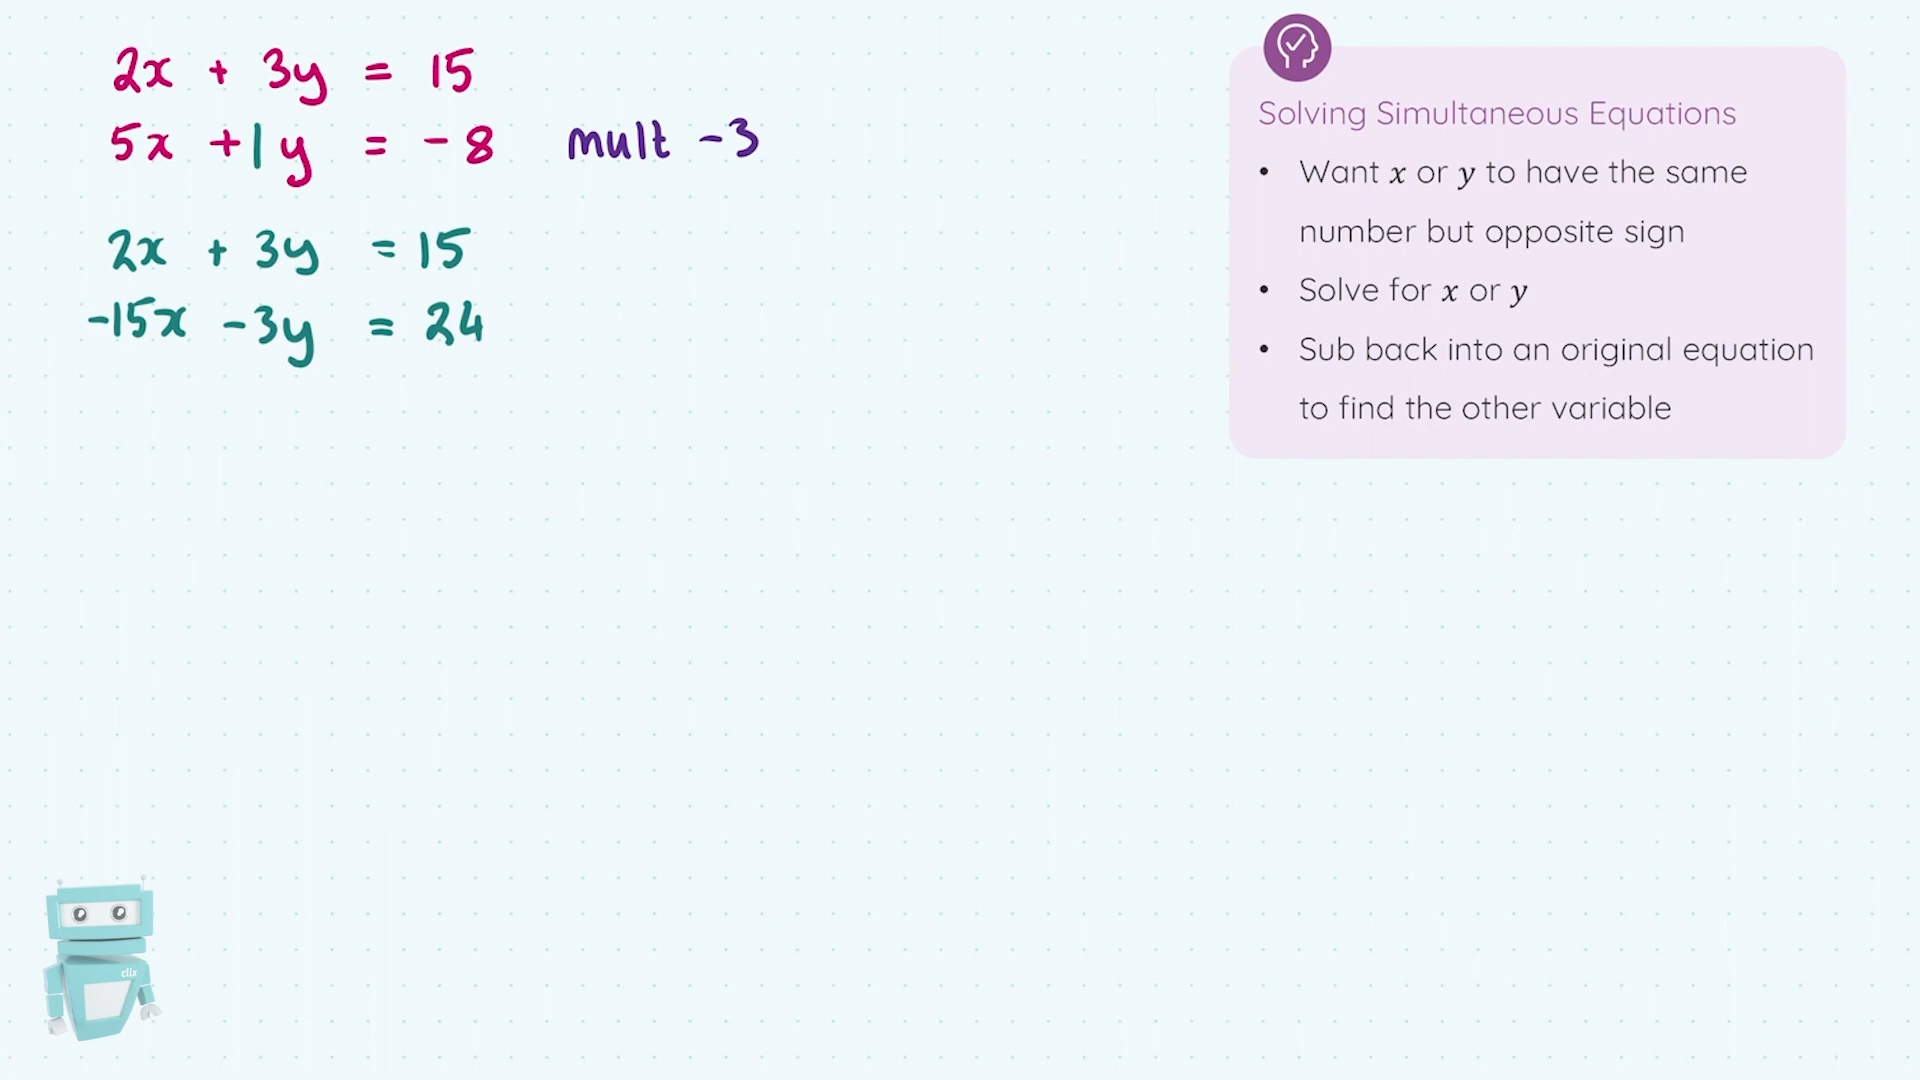 2x + 3y = 15
5x + 1y = -8 mult -3
2x + 3y = 15
-15x - 3y = 24
Solving Simultaneous Equations
• Want x or y to have the same
number but opposite sign
• Solve for x or y
• Sub back into an original equation
to find the other variable
clix